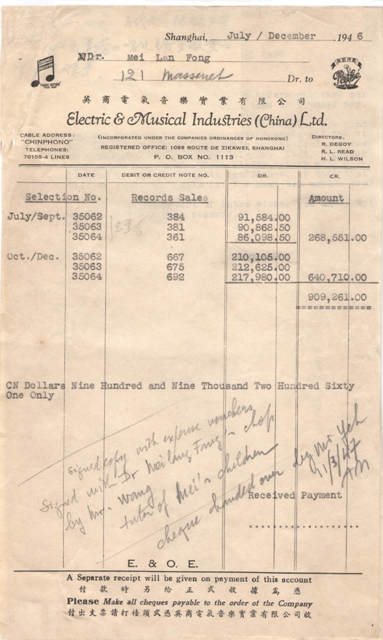 Shanghai, July / December 1946
Dr. Mei Lan Fong
121 Massenet
Dr. to
Pathe
英商電氣音樂實業有限公司
Electric & Musical Industries (China) Ltd.
CABLE ADDRESS: "CHINPHONO"
TELEPHONES: 70155-4 LINES
(INCORPORATED UNDER THE COMPANIES ORDINANCES OF HONGKONG)
REGISTERED OFFICE: 1099 ROUTE DE ZIKAWEI, SHANGHAI
P. O. BOX NO. 1113
DIRECTORS,
R. DEGOY
R. L. READ
H. L. WILSON
DATE DEBIT OR CREDIT NOTE NO. DR. CR.
Selection No. Records Sales Amount
July/Sept. 35062 384 91,584.00
35063 381 90,868.50
35064 361 86,098.50 268,551.00
Oct./Dec. 35062 667 210,105.00
35063 675 212,625.00
35064 692 217,980.00 640,710.00
909,261.00
CN Dollars Nine Hundred and Nine Thousand Two Hundred Sixty
One Only
signed copy with expense vouchers
Signed with Dr Mei Lang Fang's chop
by Mr. Wang
tutor of Mei's children
cheque handed over by Mr Yeh
11/3/47
Received Payment
E. & O. E.
A Separate receipt will be given on payment of this account
付款時另給正式收據為憑
Please Make all cheques payable to the order of the Company
付出支票請打橫頭式憑英商電氣音樂實業有限公司收